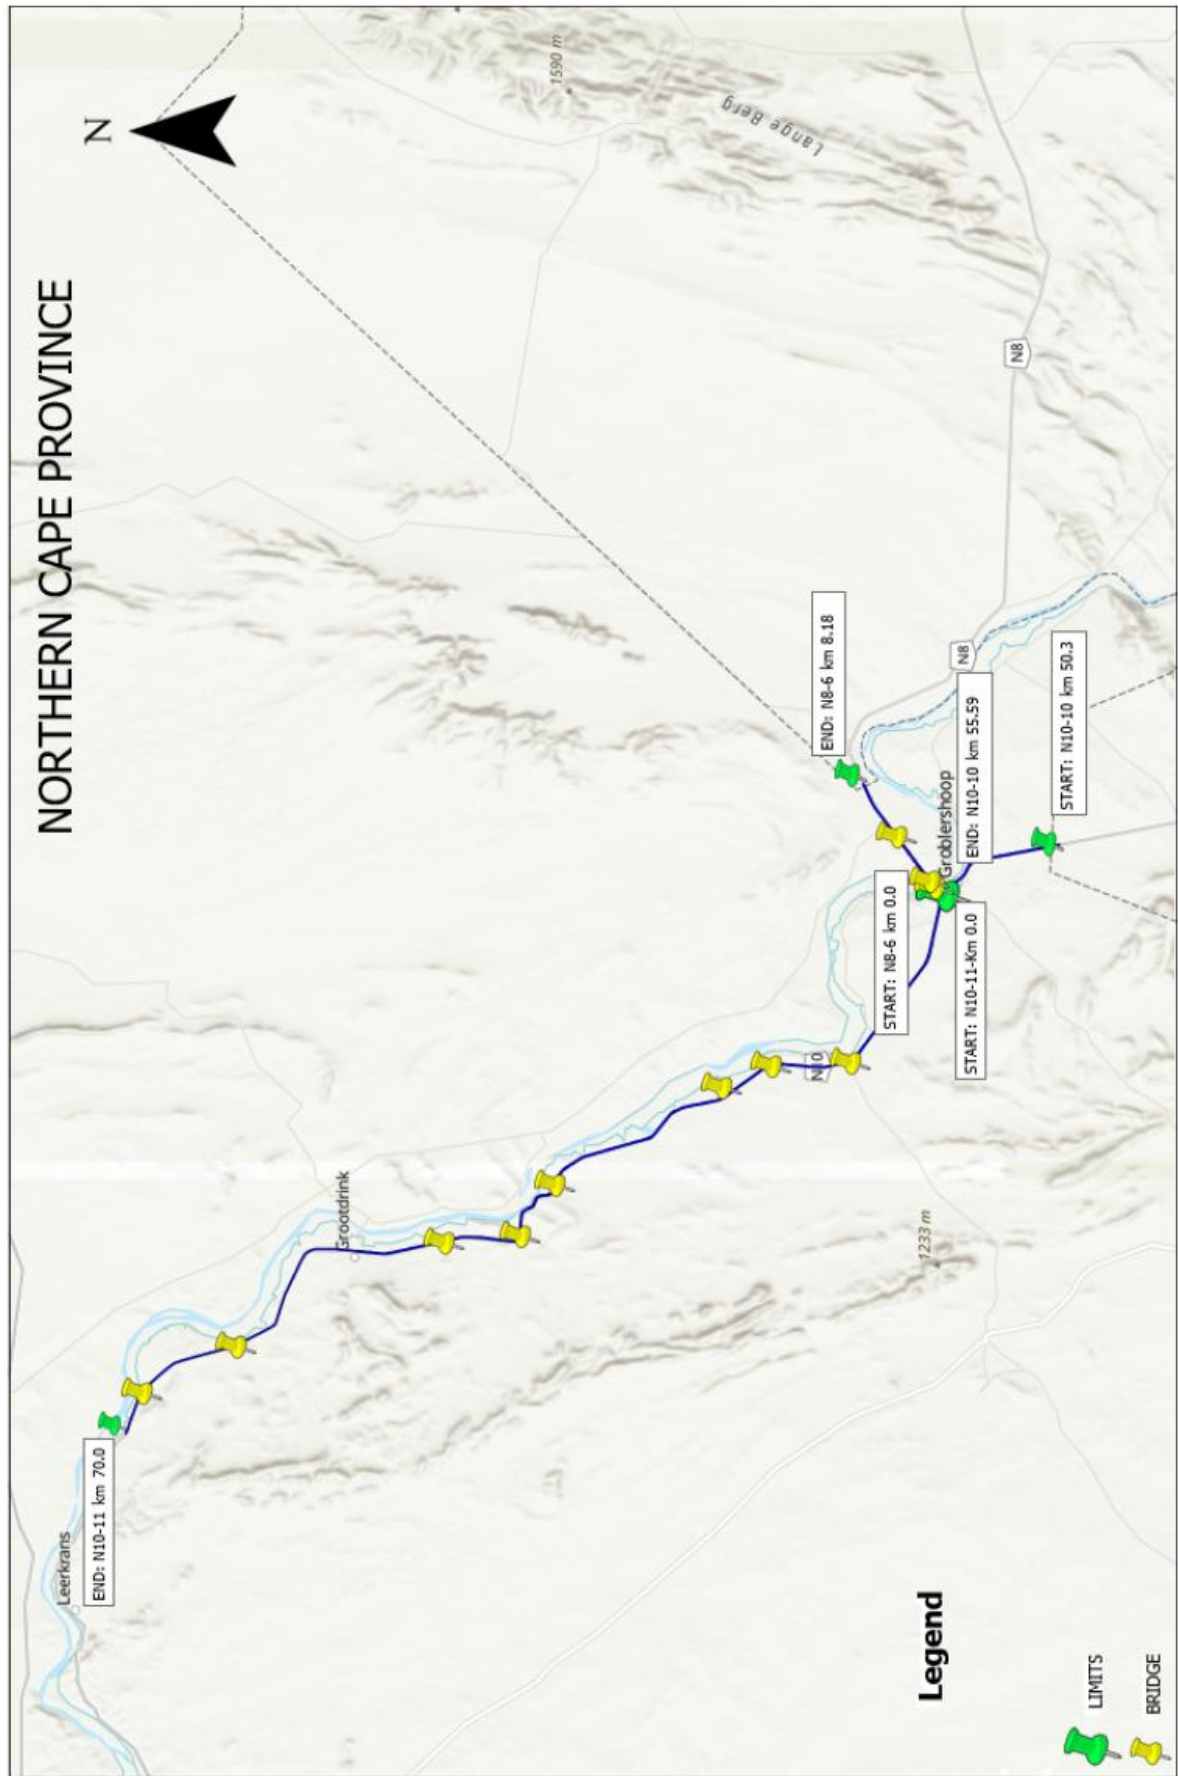 NORTHERN CAPE PROVINCE
N
1590 m
Lange Berg
N8
END: N8-6 km 8.18
N8
Groblershoop
END: N10-10 km 55.59
START: N10-10 km 50.3
START: N8-6 km 0.0
START: N10-11-Km 0.0
N10
Grootdrink
1233 m
END: N10-11 km 70.0
Leerkrans
Legend
LIMITS
BRIDGE